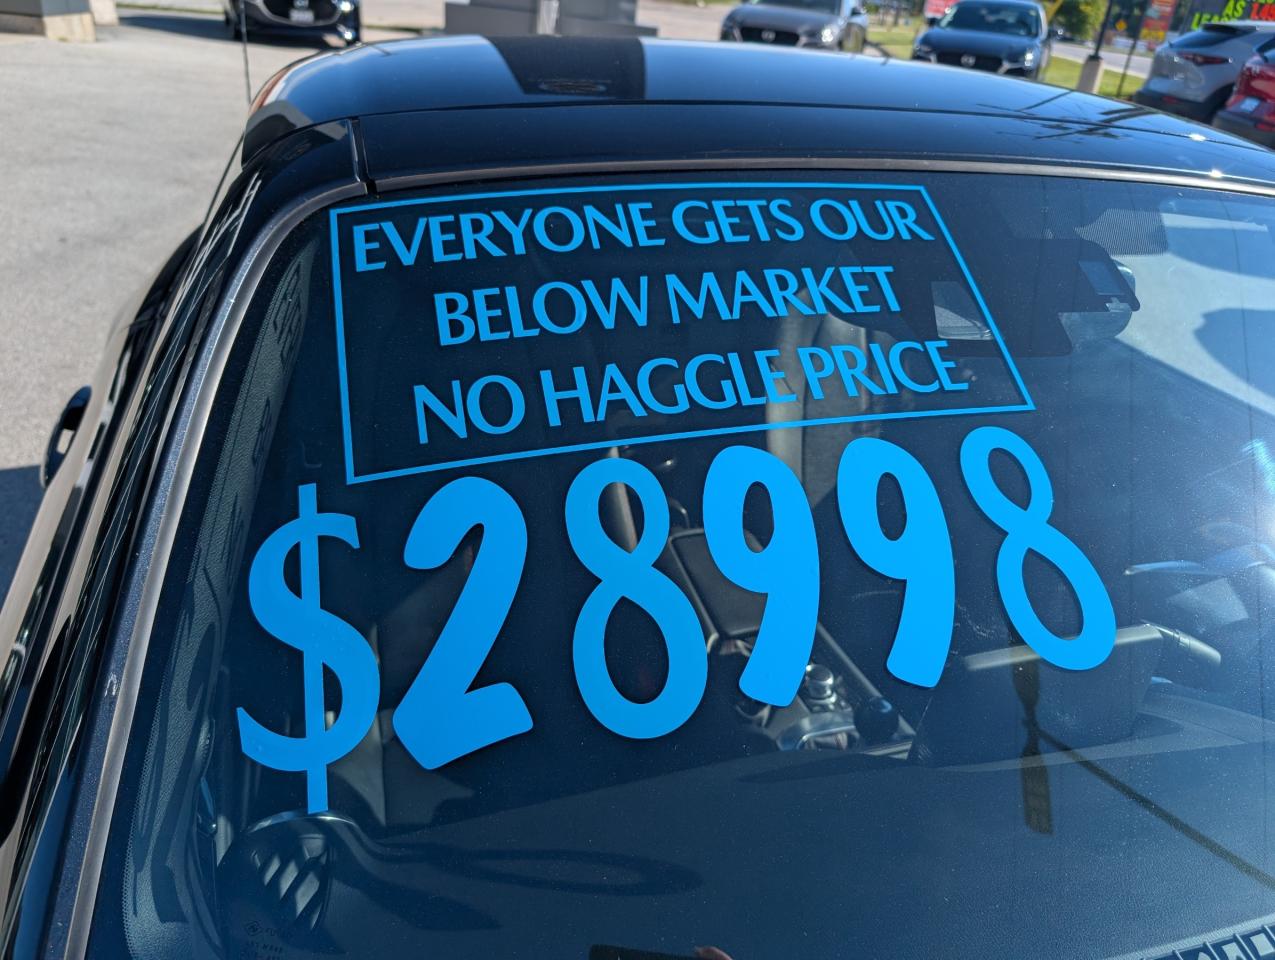 EVERYONE GETS OUR
BELOW MARKET
NO HAGGLE PRICE
$28998